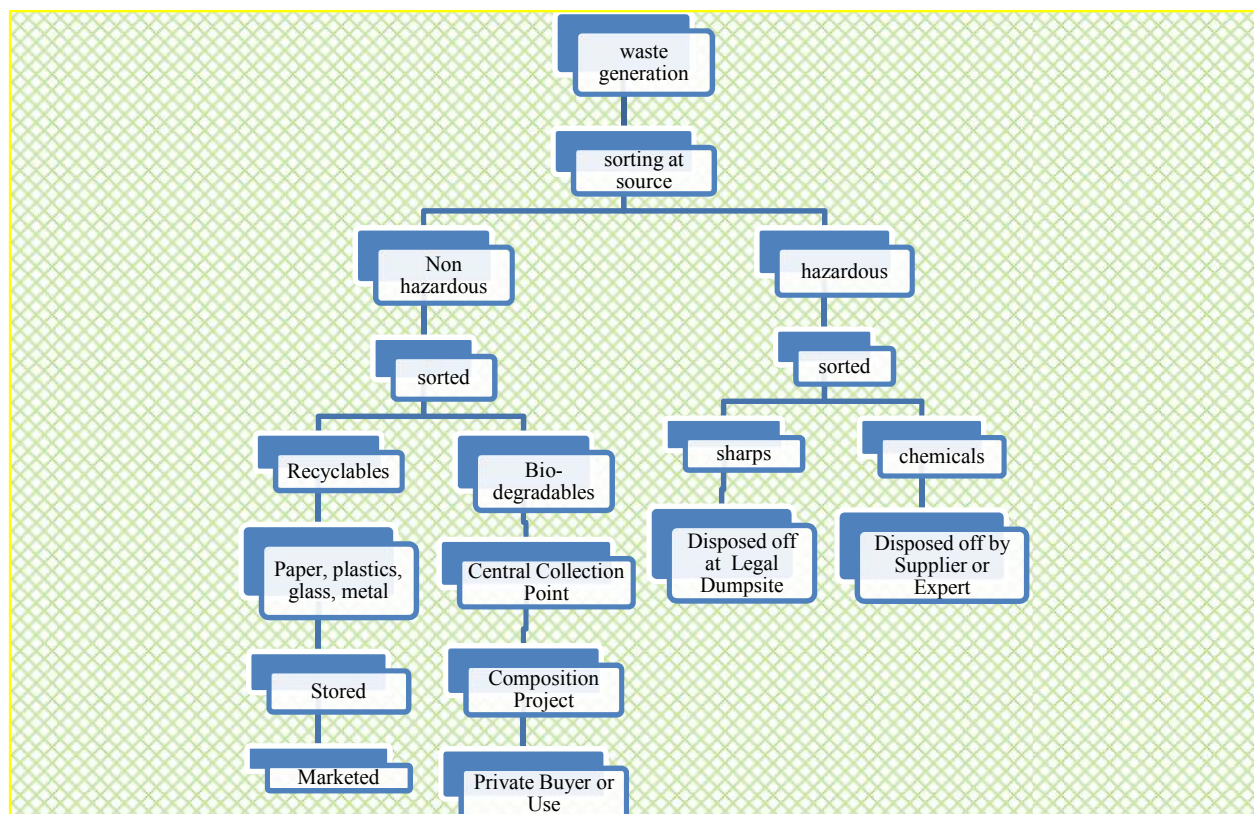 waste
generation
sorting at
source
Non
hazardous
hazardous
sorted
sorted
Recyclables
Bio-
degradables
sharps
chemicals
Paper, plastics,
glass, metal
Central Collection
Point
Disposed off
at Legal
Dumpsite
Disposed off by
Supplier or
Expert
Stored
Composition
Project
Marketed
Private Buyer or
Use